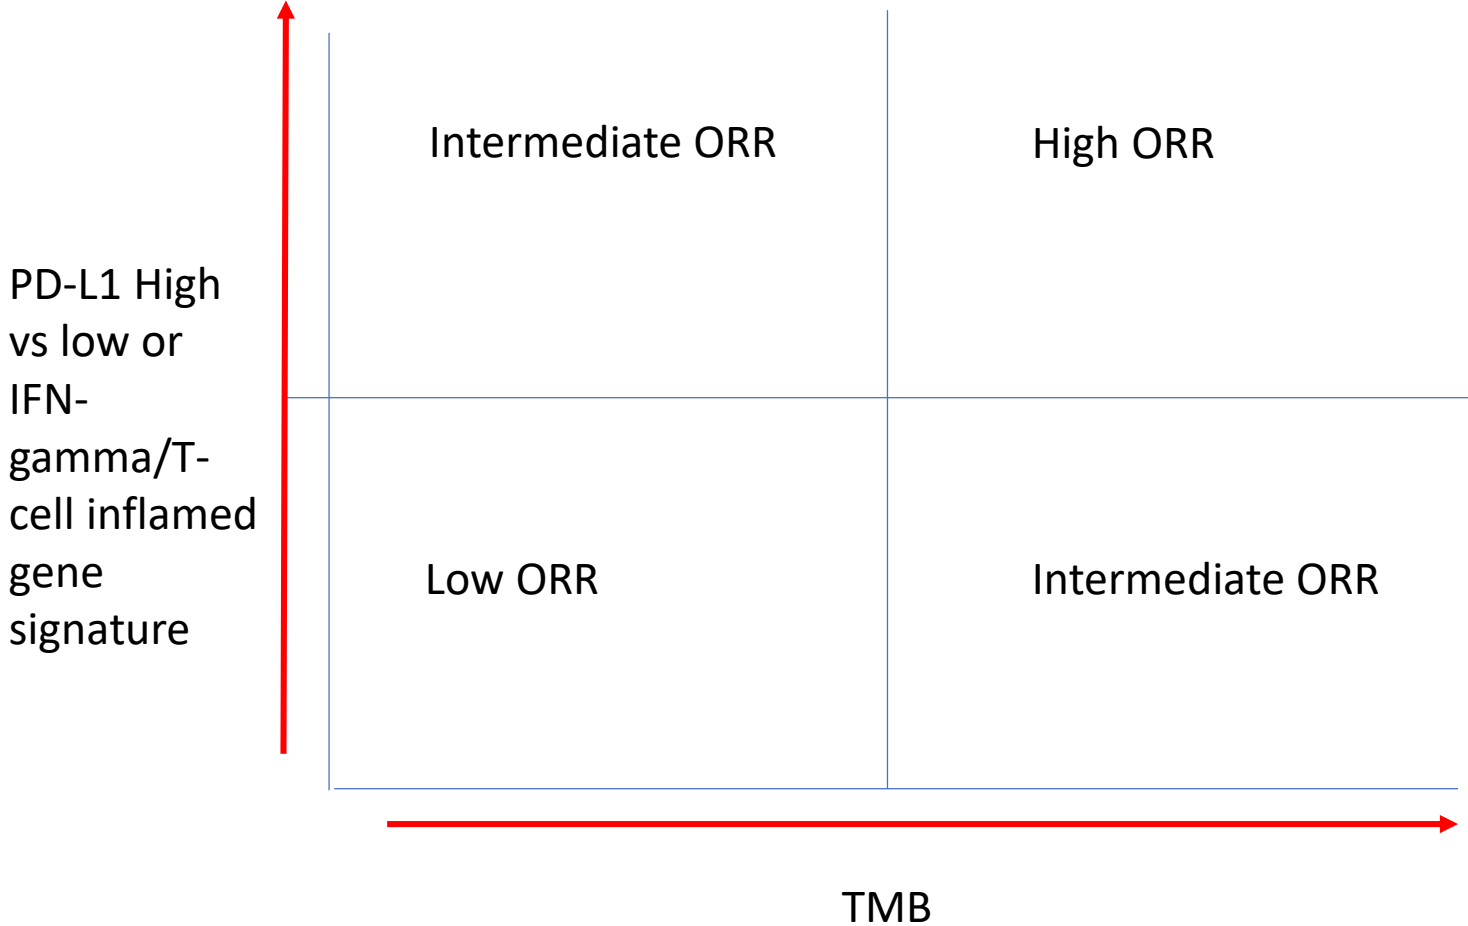 Intermediate ORR
High ORR
PD-L1 High
vs low or
IFN-
gamma/T-
cell inflamed
gene
signature
Low ORR
Intermediate ORR
TMB